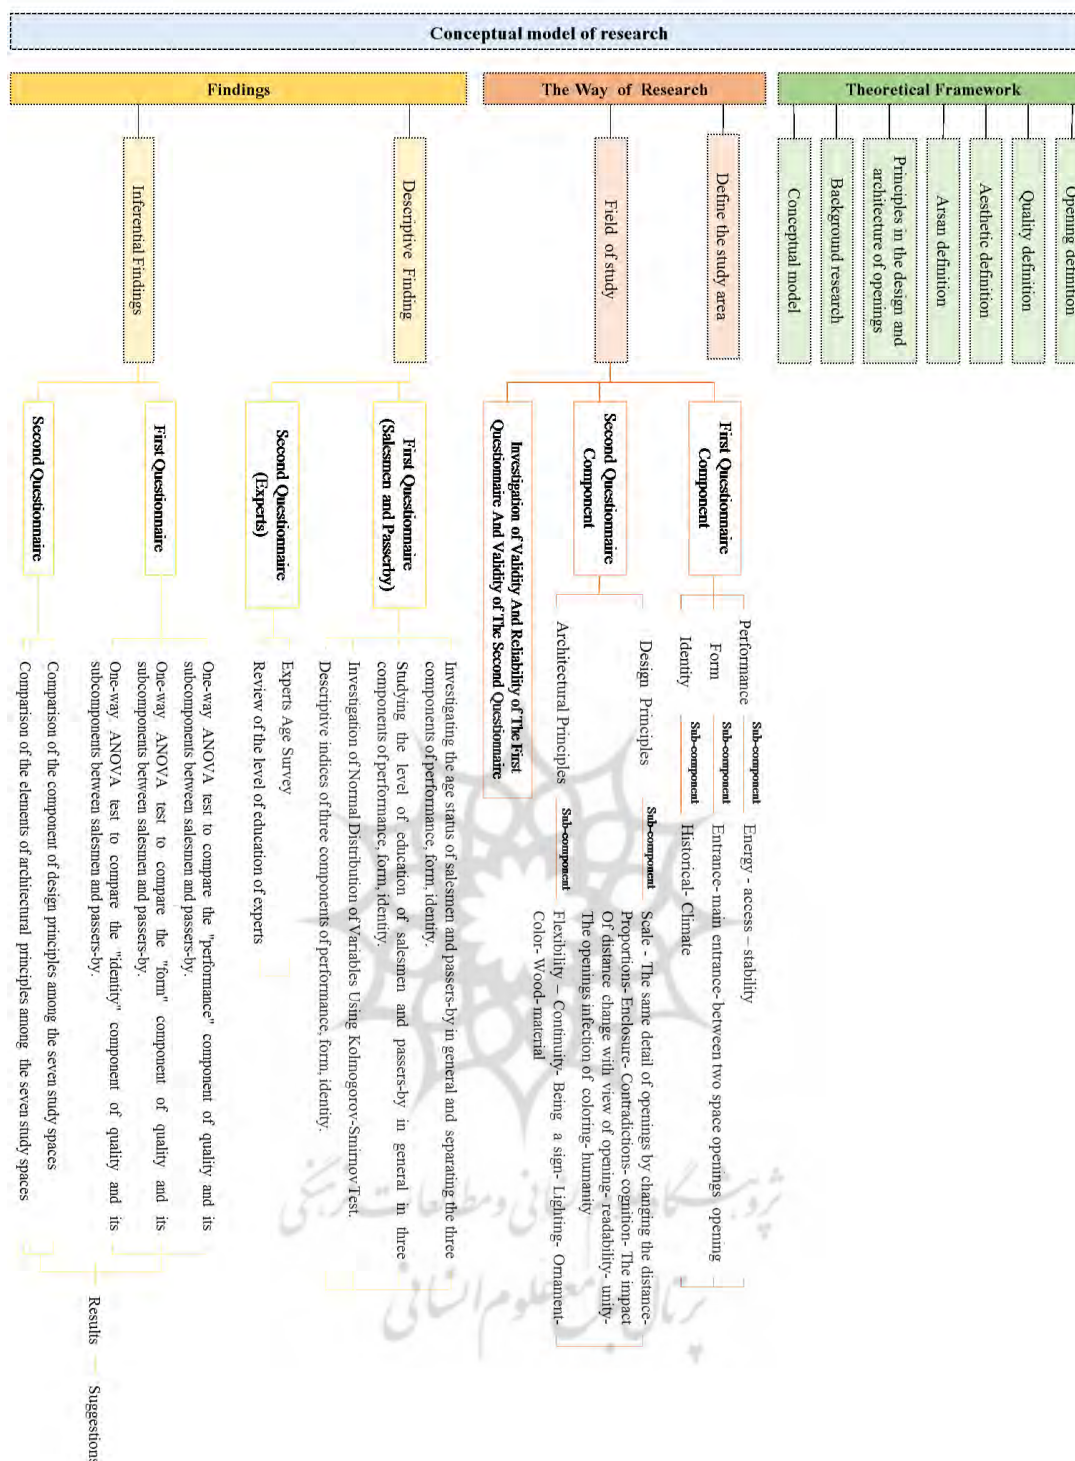 Conceptual model of research
Theoretical Framework
Opening definition
Quality definition
Aesthetic definition
Arsan definition
Principles in the design and
architecture of openings
Background research
Conceptual model
The Way of Research
Define the study area
Field of study
First Questionnaire
Component
Performance
Sub-component
Energy - access – stability
Form
Sub-component
Entrance- main entrance- between two space openings opening
Identity
Sub-component
Historical- Climate
Second Questionnaire
Component
Design Principles
Sub-component
Scale - The same detail of openings by changing the distance-
Proportions- Enclosure- Contradictions- cognition- The impact
Of distance change with view of opening- readability- unity-
The openings infection of coloring- humanity
Architectural Principles
Sub-component
Flexibility – Continuity- Being a sign- Lighting- Ornament-
Color- Wood- material
Investigation of Validity And Reliability of The First
Questionnaire And Validity of The Second Questionnaire
Findings
Descriptive Finding
First Questionnaire
(Salesmen and Passerby)
Investigating the age status of salesmen and passers-by in general and separating the three
components of performance, form, identity.
Studying the level of education of salesmen and passers-by in general in three
components of performance, form, identity.
Investigation of Normal Distribution of Variables Using Kolmogorov-Smirnov Test.
Descriptive indices of three components of performance, form, identity.
Second Questionnaire
(Experts)
Experts Age Survey
Review of the level of education of experts
Inferential Findings
First Questionnaire
One-way ANOVA test to compare the "performance" component of quality and its
subcomponents between salesmen and passers-by.
One-way ANOVA test to compare the "form" component of quality and its
subcomponents between salesmen and passers-by.
One-way ANOVA test to compare the "identity" component of quality and its
subcomponents between salesmen and passers-by.
Second Questionnaire
Comparison of the component of design principles among the seven study spaces
Comparison of the elements of architectural principles among the seven study spaces
Results
Suggestions
پژوهشگاه علوم انسانی و مطالعات فرهنگی
پرتال جامع علوم انسانی